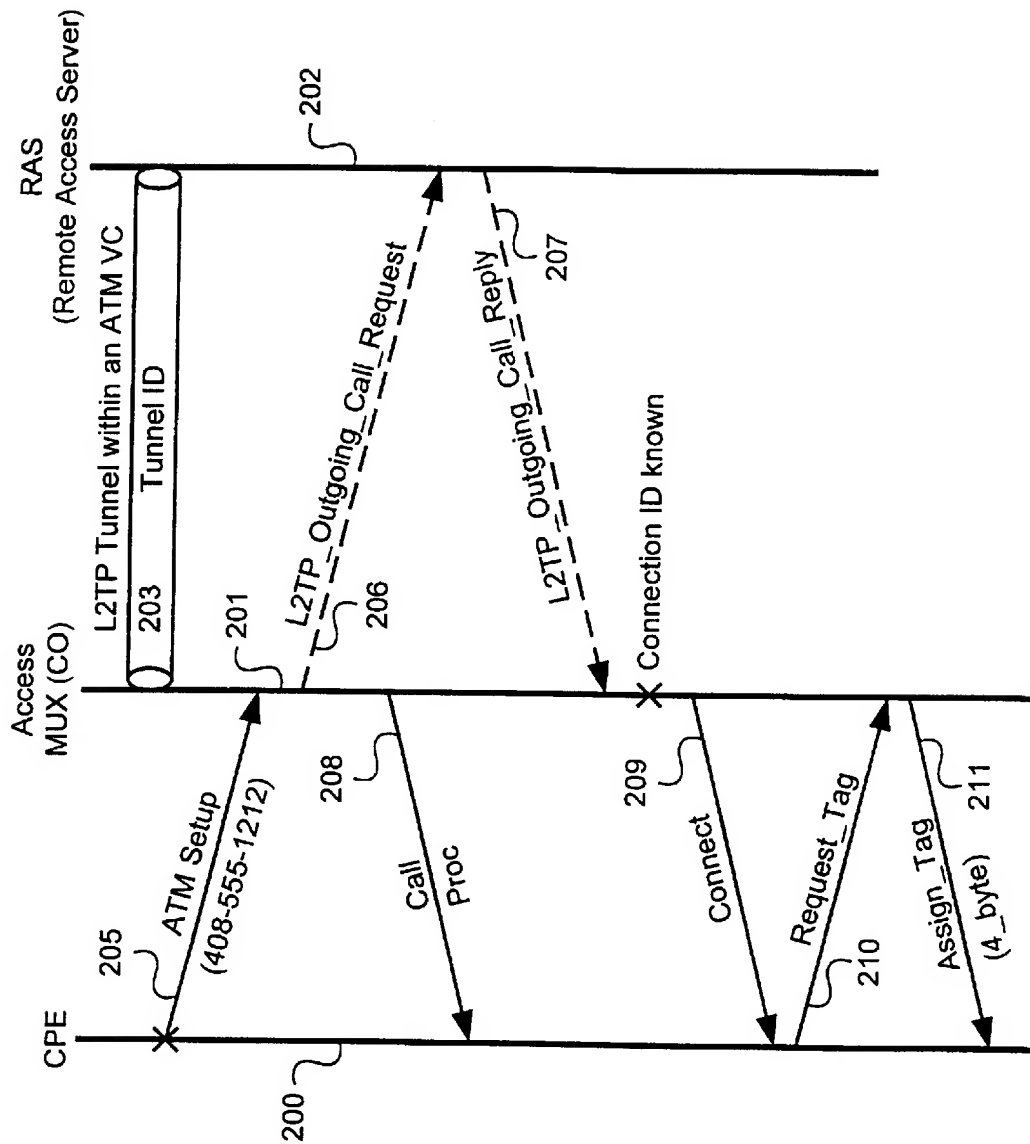 CPE
Access
MUX (CO)
RAS
(Remote Access Server)
L2TP Tunnel within an ATM VC
203
Tunnel ID
205
ATM Setup
(408-555-1212)
201
202
L2TP_Outgoing_Call_Request
206
208
Call
Proc
207
L2TP_Outgoing_Call_Reply
Connection ID known
209
Connect
200
210
Request_Tag
211
Assign_Tag
(4_byte)